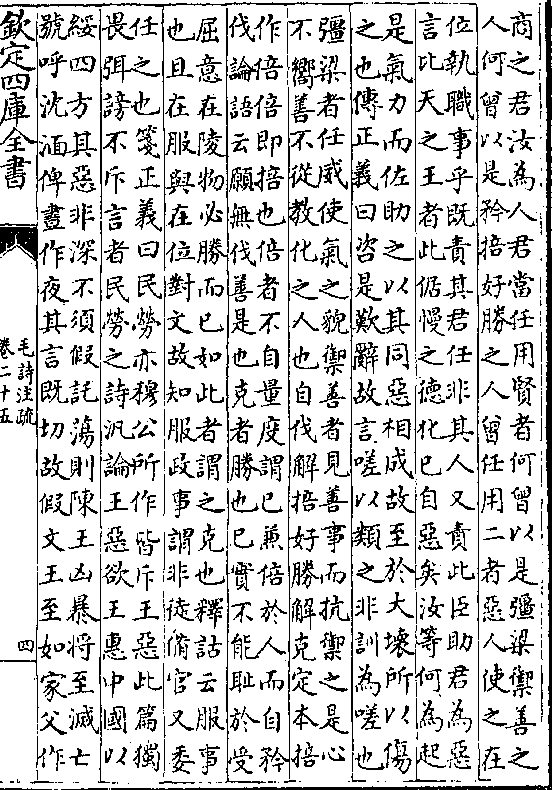 商之君汝為人君當任用賢者何曾以是彊梁禦善之
人何曾以是矜掊好勝之人曾任用二者惡人使之在
位執職事乎既責其君任非其人又責此臣助君為惡
言此天之王者此倨慢之德化已自惡矣汝等何為起
是氣力而佐助之以其同惡相成故至於大壞所以傷
之也傳正義曰咨是歎辭故言嗟以類之非訓為嗟也
彊梁者任威使氣之貌禦善者見善事而抗禦之是心
不嚮善不從教化之人也自伐解掊好勝解克定本掊
作倍倍即掊也倍者不自量度謂已兼倍於人而自矜
伐論語云願無伐善是也克者勝也已實不能恥於受
屈意在陵物必勝而已如此者謂之克也釋詁云服事
也且在服與在位對文故知服政事謂非徒備官又委
任之也箋正義曰民勞亦穆公所作皆斥王惡此篇獨
畏弭謗不斥言者民勞之詩汎論王惡欲王惠中國以
綏四方其惡非深不須假託蕩則陳王凶暴將至滅亡
號呼沈湎俾晝作夜其言既切故假文王至如家父作
欽定四庫全書
毛詩注疏
卷二十五
四